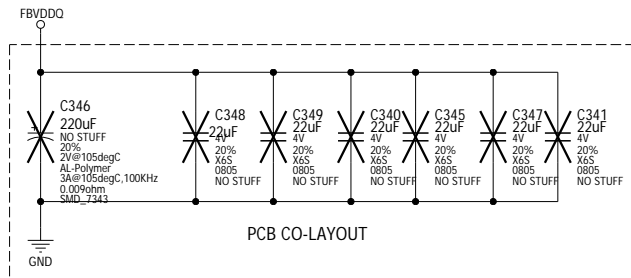 FBVDDQ
C346
220uF
NO STUFF
20%
2V@105degC
AL-Polymer
3A@105degC,100KHz
0.009ohm
SMD_7343
C348
22uF
4V
20%
X6S
0805
NO STUFF
C349
22uF
4V
20%
X6S
0805
NO STUFF
C340
22uF
4V
20%
X6S
0805
NO STUFF
C345
22uF
4V
20%
X6S
0805
NO STUFF
C347
22uF
4V
20%
X6S
0805
NO STUFF
C341
22uF
4V
20%
X6S
0805
NO STUFF
PCB CO-LAYOUT
GND